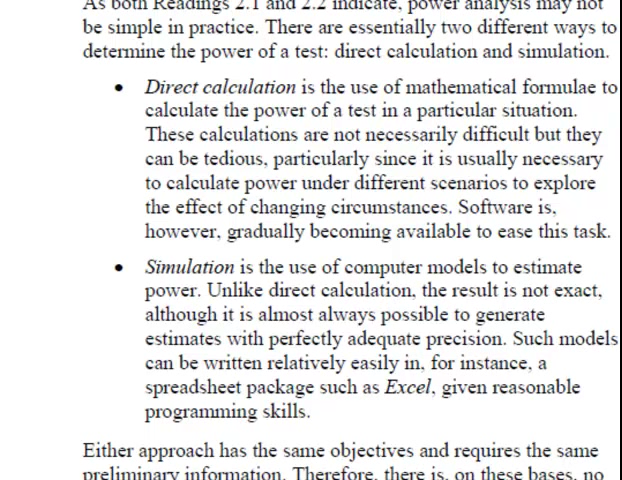 As both Readings 2.1 and 2.2 indicate, power analysis may not
be simple in practice. There are essentially two different ways to
determine the power of a test: direct calculation and simulation.
• Direct calculation is the use of mathematical formulae to
calculate the power of a test in a particular situation.
These calculations are not necessarily difficult but they
can be tedious, particularly since it is usually necessary
to calculate power under different scenarios to explore
the effect of changing circumstances. Software is,
however, gradually becoming available to ease this task.
• Simulation is the use of computer models to estimate
power. Unlike direct calculation, the result is not exact,
although it is almost always possible to generate
estimates with perfectly adequate precision. Such models
can be written relatively easily in, for instance, a
spreadsheet package such as Excel, given reasonable
programming skills.
Either approach has the same objectives and requires the same
preliminary information. Therefore, there is, on these bases, no